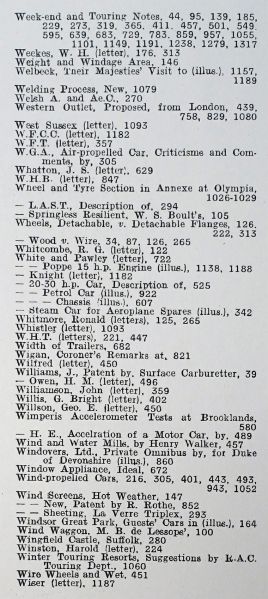 Week-end and Touring Notes, 44, 95, 139, 185,
229, 273, 319, 365, 411, 457, 501, 549,
595, 639, 683, 729, 783, 859, 957, 1055,
1101, 1149, 1191, 1238, 1279, 1317
Weekes, W. H. (letter), 176, 313
Weight and Windage Area, 146
Welbeck, Their Majesties' Visit to (illus.), 1157,
1189
Welding Process, New, 1079
Welsh A. and Ae.C., 270
Western Outlet, Proposed, from London, 439,
758, 829, 1080
West Sussex (letter), 1093
W.F.C.C. (letter), 1182
W.F.T. (letter), 357
W.G.A., Air-propelled Car, Criticisms and Com-
ments, by, 305
Whatton, J. S. (letter), 629
W.H.B. (letter), 847
Wheel and Tyre Section in Annexe at Olympia,
1026-1029
— L.A.S.T., Description of, 294
— Springless Resilient, W. S. Boult's, 105
Wheels, Detachable, v. Detachable Flanges, 126,
222, 313
— Wood v. Wire, 34, 87, 126, 265
Whitcombe, R. G. (letter), 122
White and Pawley (letter), 722
— — Poppe 15 h.p. Engine (illus.), 1138, 1188
— Knight (letter), 1182
— 20-30 h.p. Car, Description of, 525
— — Petrol Car (illus.), 922
— — — Chassis (illus.), 607
— Steam Car for Aeroplane Spares (illus.), 342
Whitmore, Ronald (letters), 125, 265
Whistler (letter), 1093
W.H.T. (letters), 221, 447
Width of Trailers, 682
Wigan, Coroner's Remarks at, 821
Wilfred (letter), 450
Williams, J., Patent by, Surface Carburetter, 39
— Owen, H. M. (letter), 496
Williamson, John (letter), 359
Willis, G. Bright (letter), 402
Willson, Geo. E. (letter), 450
Wimperis Accelerometer Tests at Brooklands,
580
— H. E., Accelration of a Motor Car, by, 489
Wind and Water Mills, by Henry Walker, 457
Windovers, Ltd., Private Omnibus by, for Duke
of Devonshire (illus.), 860
Window Appliance, Ideal, 672
Wind-propelled Cars, 216, 305, 401, 443, 493,
943, 1052
Wind Screens, Hot Weather, 147
— — New, Patent by R. Rothe, 852
— — Sheeting, La Verre Triplex, 293
Windsor Great Park, Guests' Cars in (illus.), 164
Wind Waggon, M. B. de Lessops', 100
Wingfield Castle, Suffolk, 280
Winston, Harold (letter), 224
Winter Touring Resorts, Suggestions by R.A.C.
Touring Dept., 1060
Wire Wheels and Wet, 451
Wiser (letter), 1187